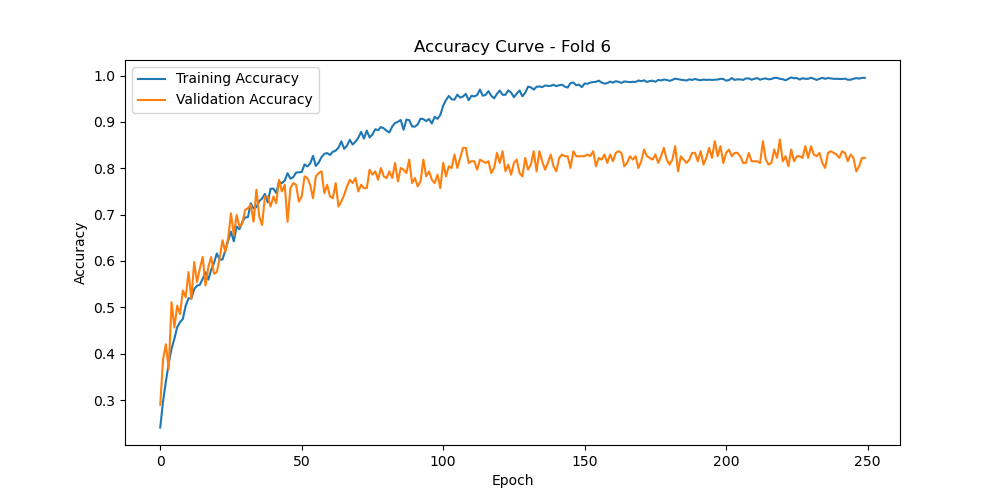 Accuracy Curve - Fold 6
Training Accuracy
Validation Accuracy
1.0
0.9
0.8
0.7
0.6
0.5
0.4
0.3
Accuracy
0 50 100 150 200 250
Epoch